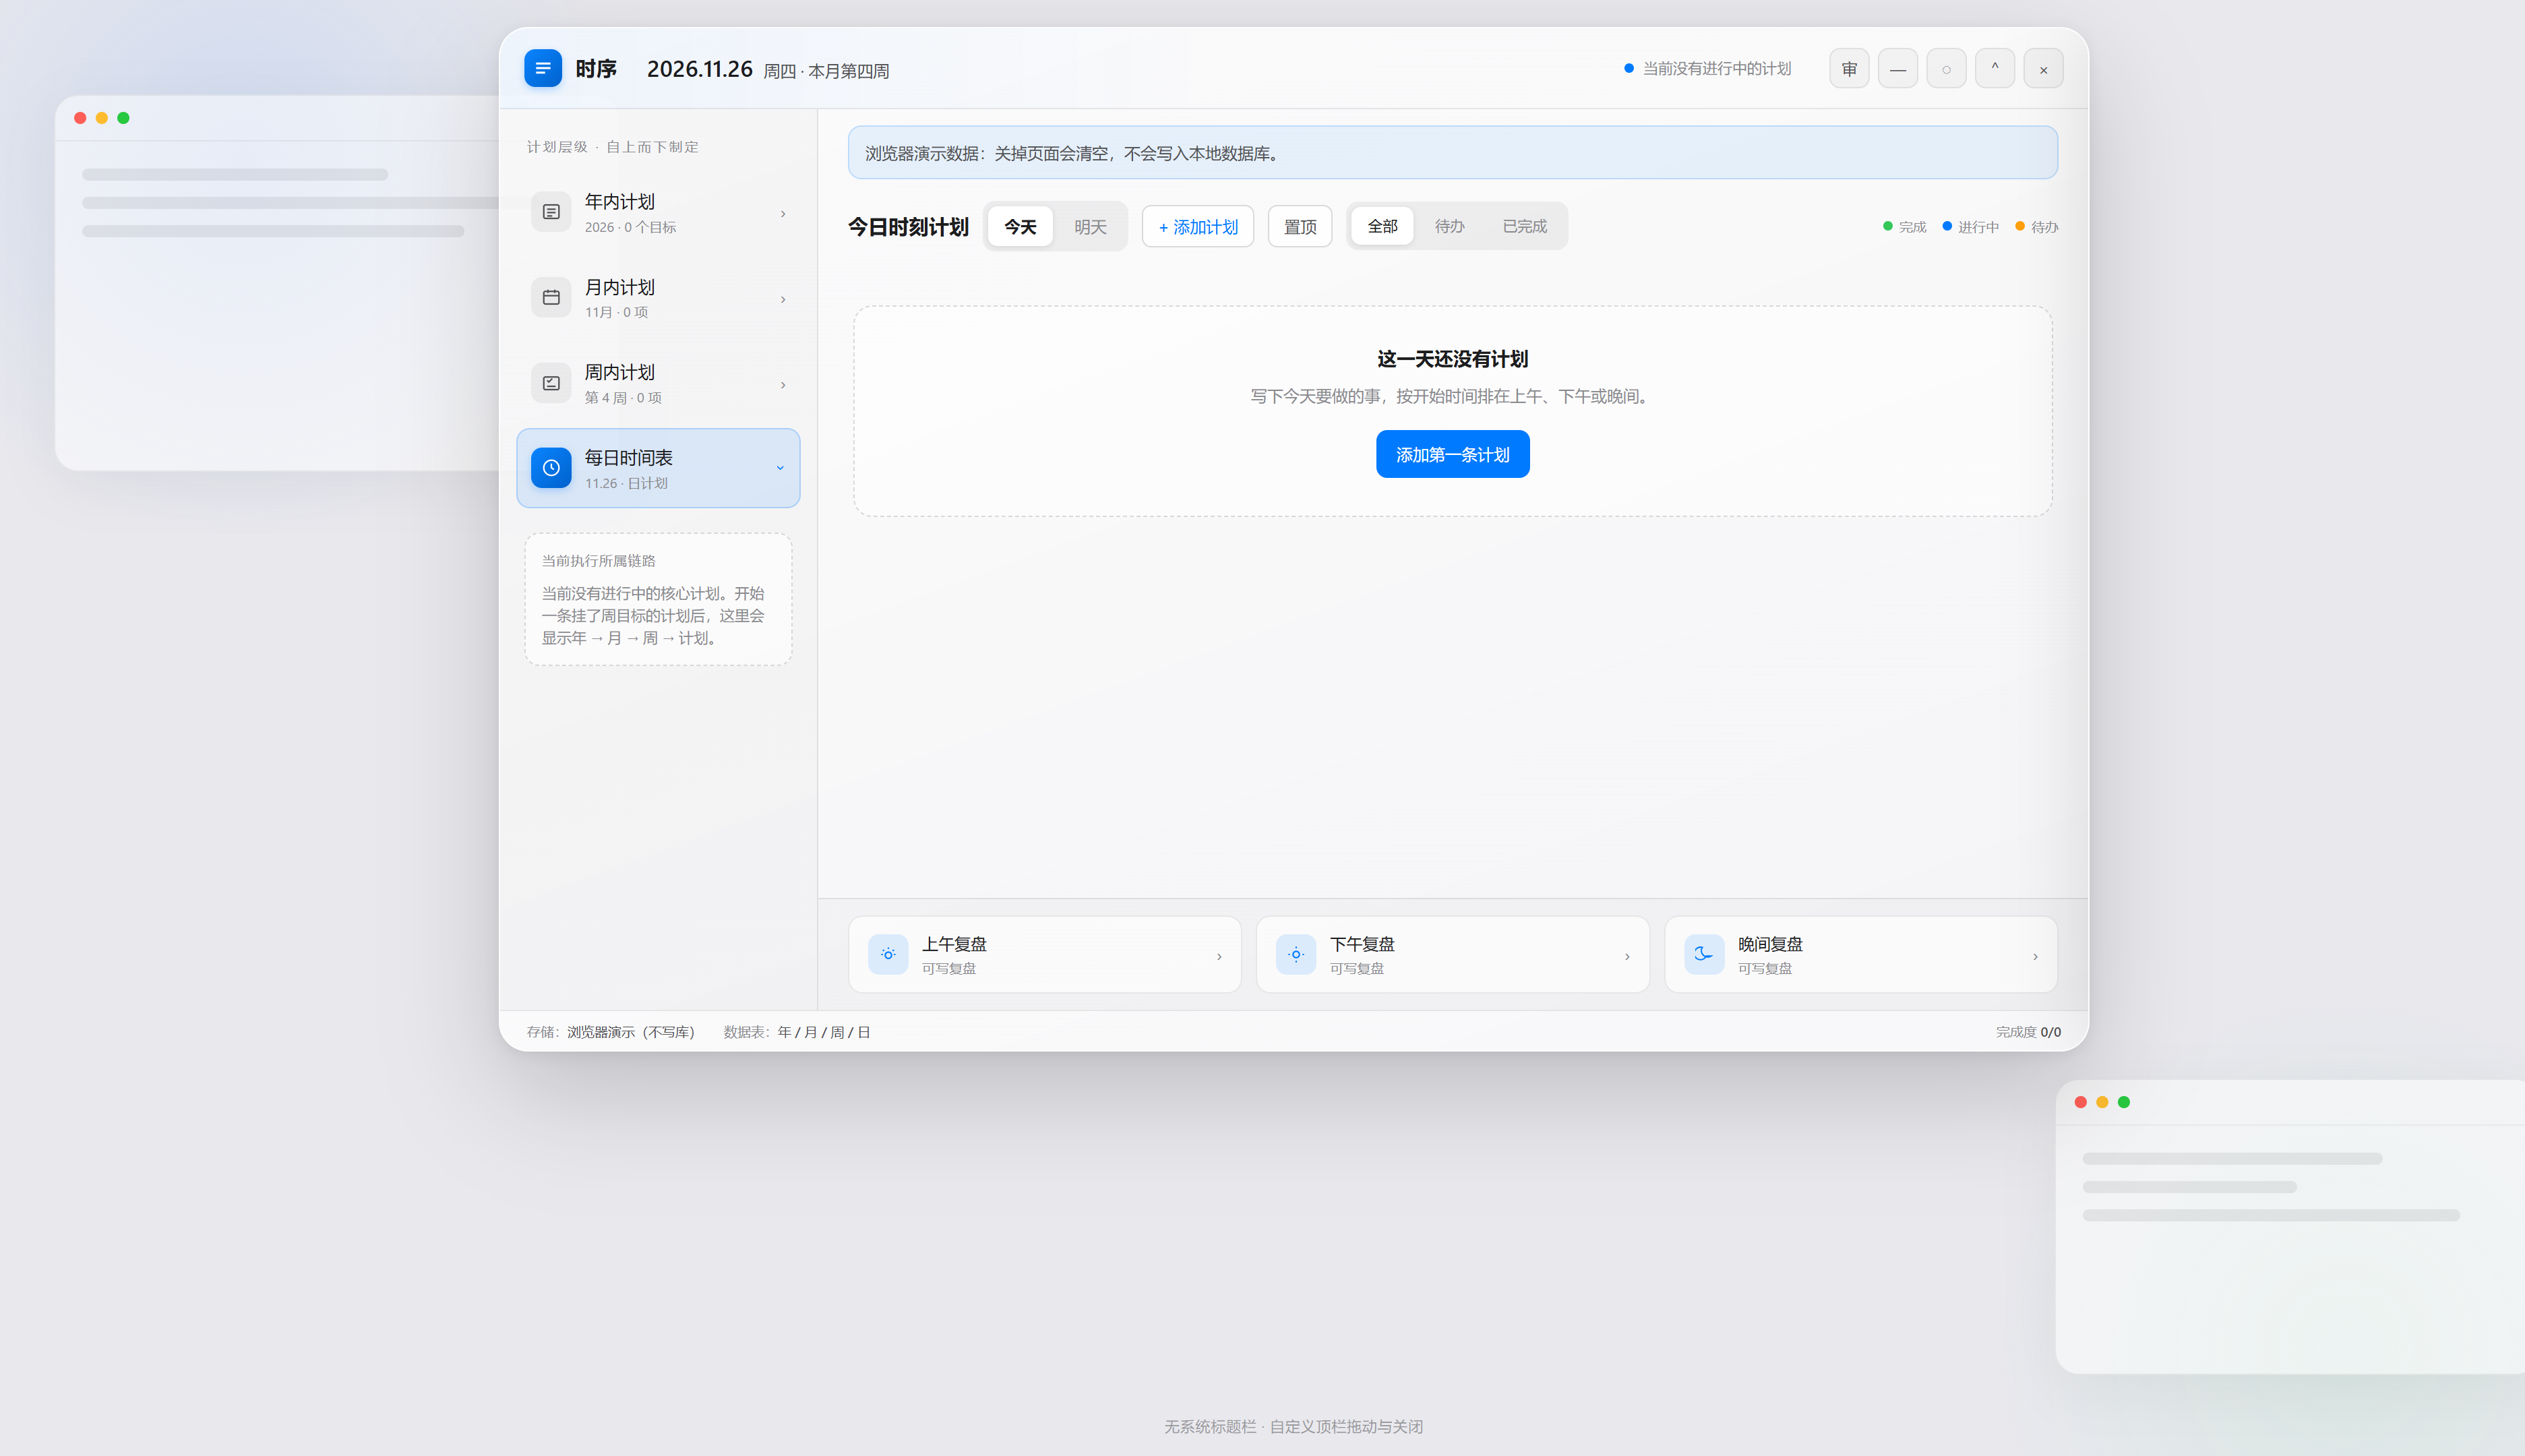 时序
2026.11.26 周四 · 本月第四周
当前没有进行中的计划
审 — ○ ^ ×
计划层级 · 自上而下制定
年内计划
2026 · 0 个目标
月内计划
11月 · 0 项
周内计划
第 4 周 · 0 项
每日时间表
11.26 · 日计划
当前执行所属链路
当前没有进行中的核心计划。开始
一条挂了周目标的计划后，这里会
显示年 → 月 → 周 → 计划。
浏览器演示数据：关掉页面会清空，不会写入本地数据库。
今日时刻计划 今天 明天 + 添加计划 置顶 全部 待办 已完成
完成 进行中 待办
这一天还没有计划
写下今天要做的事，按开始时间排在上午、下午或晚间。
添加第一条计划
上午复盘
可写复盘
下午复盘
可写复盘
晚间复盘
可写复盘
存储：浏览器演示（不写库） 数据表：年 / 月 / 周 / 日
完成度 0/0
无系统标题栏 · 自定义顶栏拖动与关闭